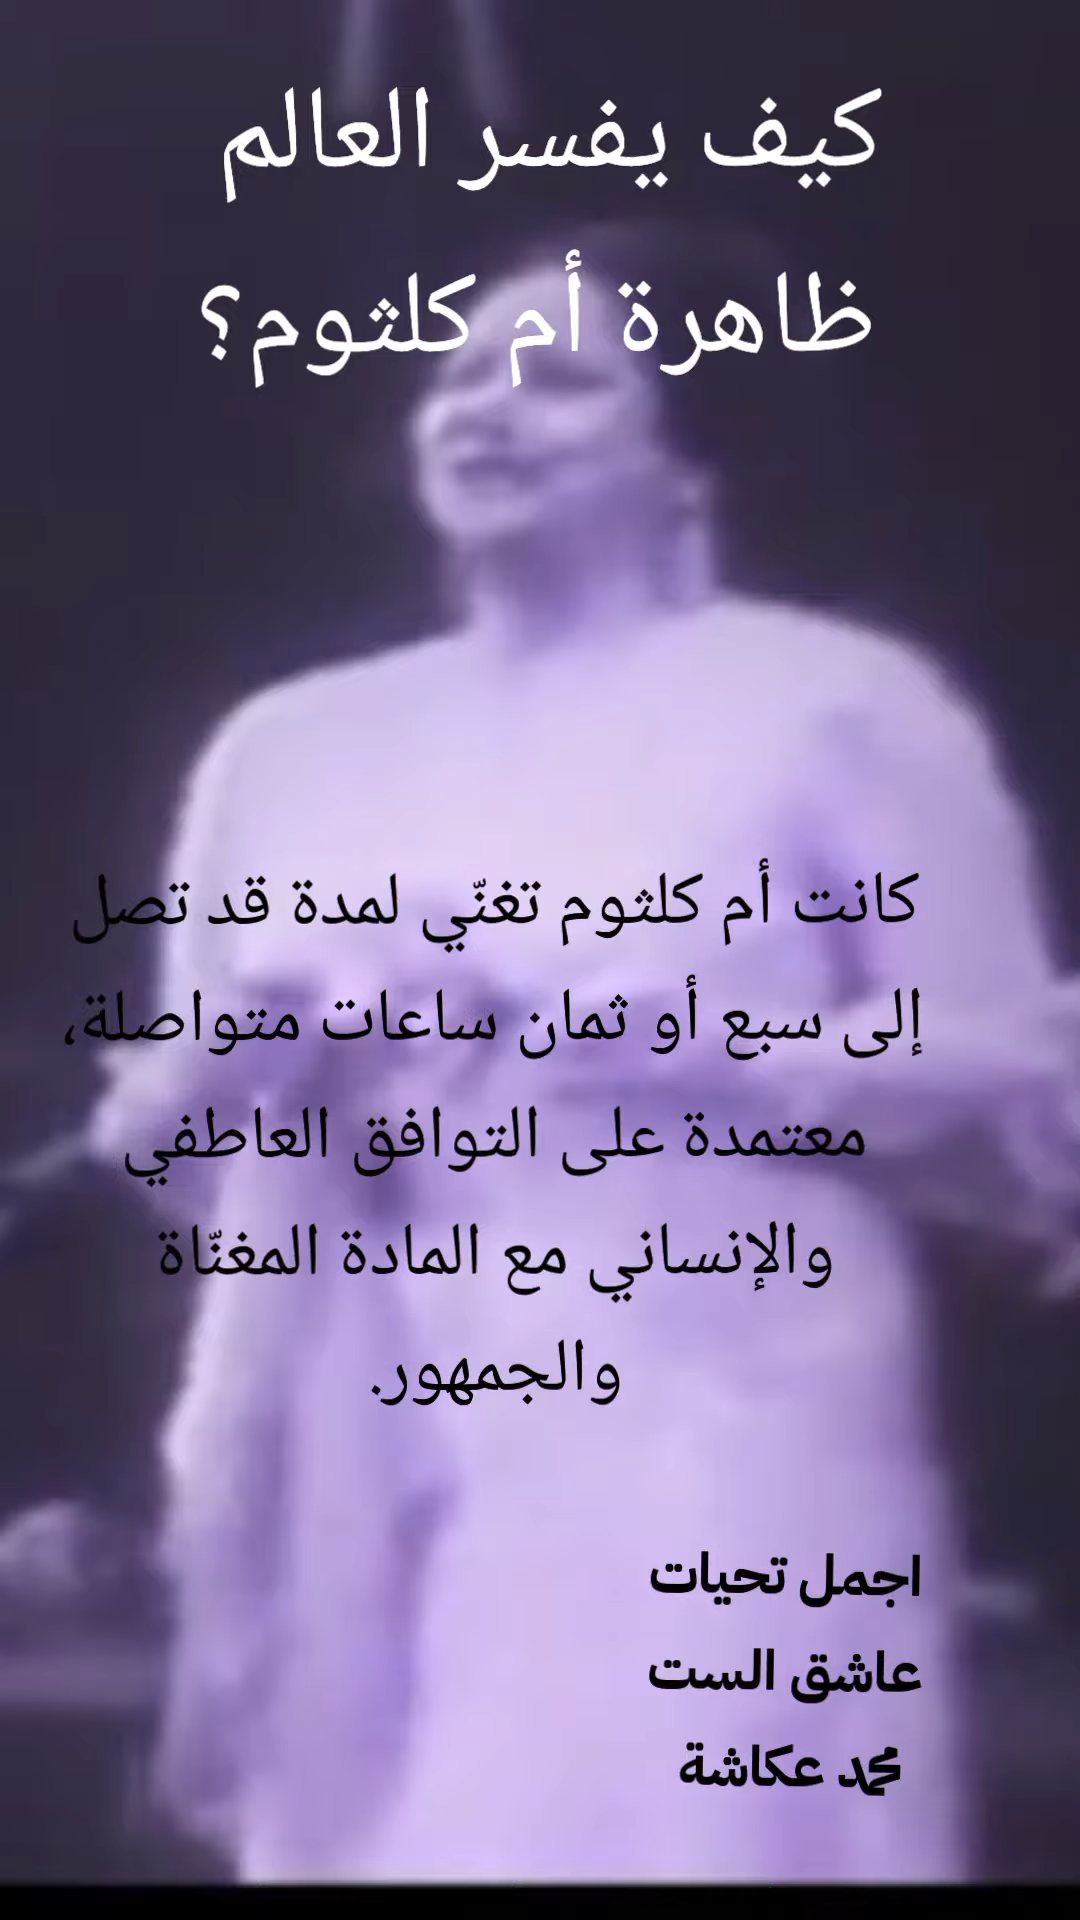 كيف يفسر العالم
ظاهرة أم كلثوم؟
كانت أم كلثوم تغنّي لمدة قد تصل
إلى سبع أو ثمان ساعات متواصلة،
معتمدة على التوافق العاطفي
والإنساني مع المادة المغنّاة
والجمهور.
اجمل تحيات
عاشق الست
محمد عكاشة